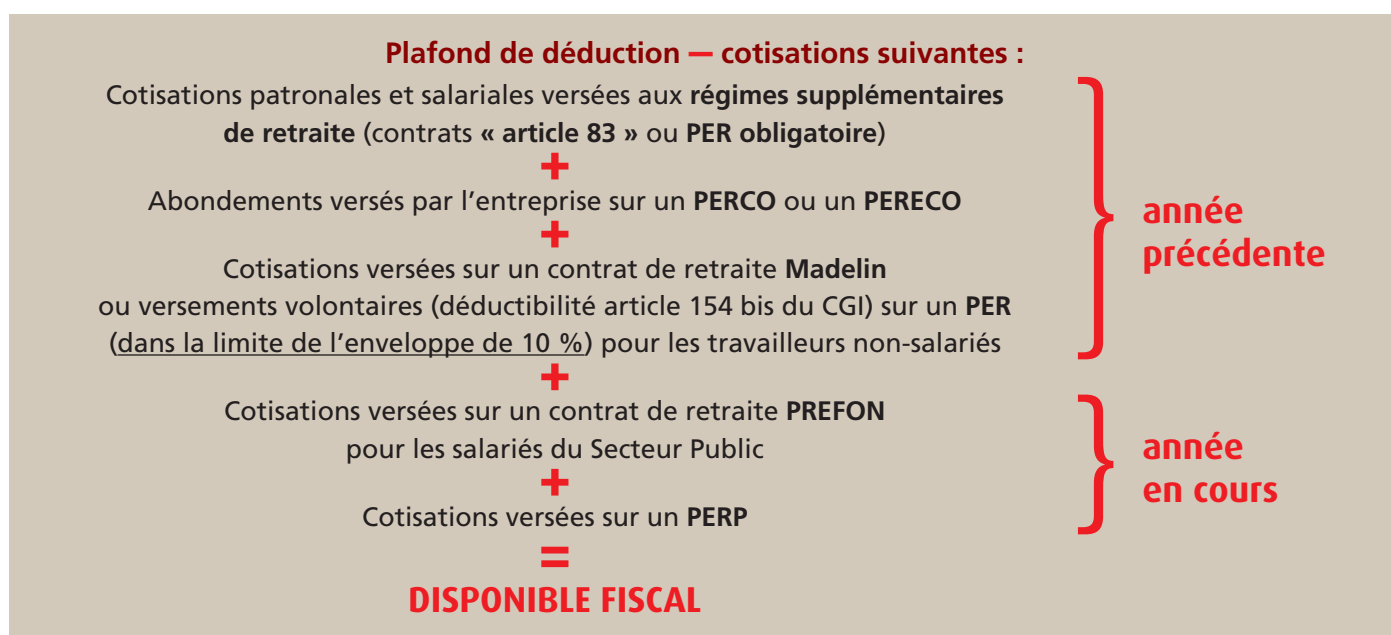 Plafond de déduction — cotisations suivantes :
Cotisations patronales et salariales versées aux régimes supplémentaires
de retraite (contrats « article 83 » ou PER obligatoire)
+
Abondements versés par l’entreprise sur un PERCO ou un PERECO
+
Cotisations versées sur un contrat de retraite Madelin
ou versements volontaires (déductibilité article 154 bis du CGI) sur un PER
(dans la limite de l’enveloppe de 10 %) pour les travailleurs non-salariés
année
précédente
+
Cotisations versées sur un contrat de retraite PREFON
pour les salariés du Secteur Public
+
Cotisations versées sur un PERP
année
en cours
=
DISPONIBLE FISCAL